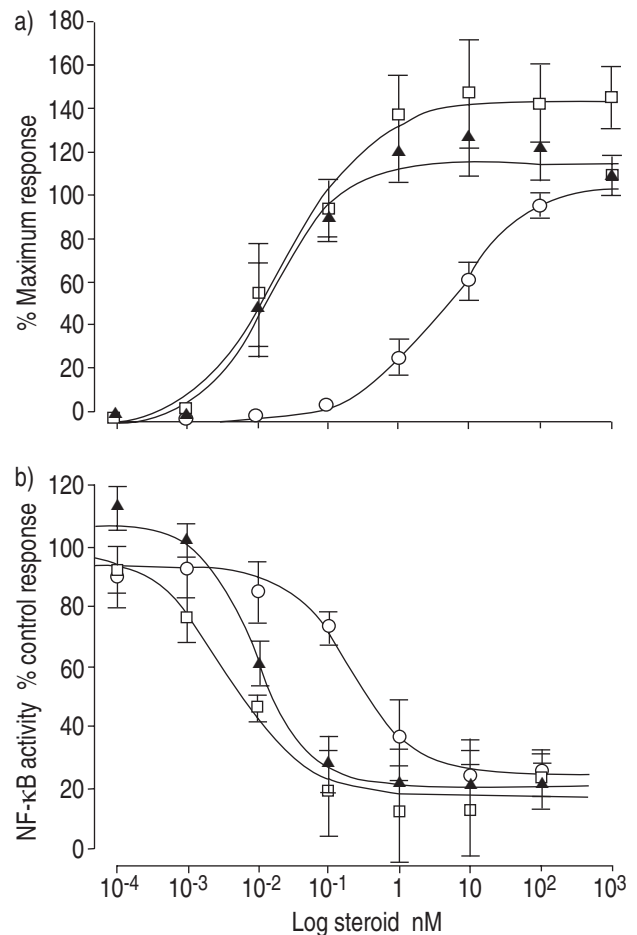 a)
180
160
140
120
100
80
60
40
20
0
% Maximum response
b)
120
100
80
60
40
20
0
NF-κB activity % control response
10-4 10-3 10-2 10-1 1 10 102 103
Log steroid nM